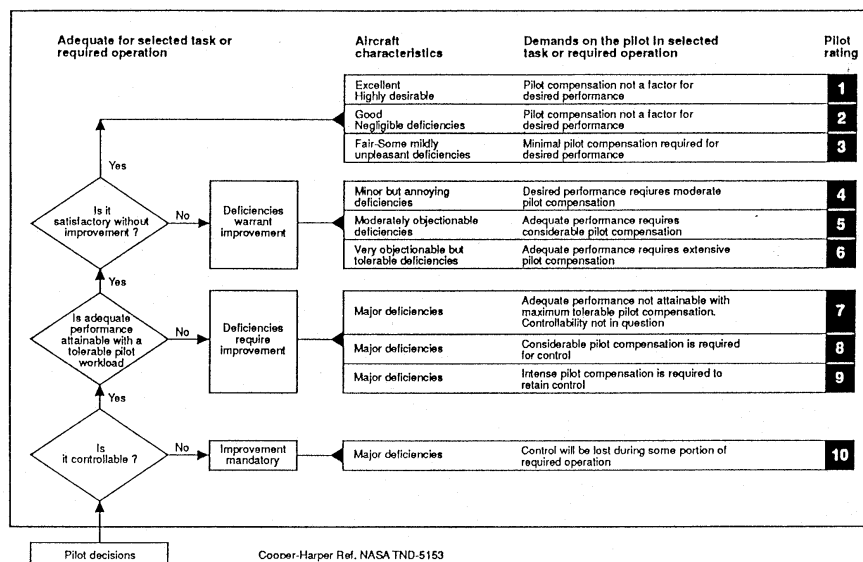 Adequate for selected task or
required operation
Aircraft
characteristics
Demands on the pilot in selected
task or required operation
Pilot
rating
Excellent
Highly desirable
Pilot compensation not a factor for
desired performance
1
Good
Negligible deficiencies
Pilot compensation not a factor for
desired performance
2
Fair-Some mildly
unpleasant deficiencies
Minimal pilot compensation required for
desired performance
3
Yes
Is it
satisfactory without
improvement ?
No
Deficiencies
warrant
improvement
Minor but annoying
deficiencies
Desired performance reqiures moderate
pilot compensation
4
Moderately objectionable
deficiencies
Adequate performance requires
considerable pilot compensation
5
Very objectionable but
tolerable deficiencies
Adequate performance requires extensive
pilot compensation
6
Yes
Is adequate
performance
attainable with a
tolerable pilot
workload
No
Deficiencies
require
improvement
Major deficiencies
Adequate performance not attainable with
maximum tolerable pilot compensation.
Controllability not in question
7
Major deficiencies
Considerable pilot compensation is required
for control
8
Major deficiencies
Intense pilot compensation is required to
retain control
9
Yes
Is
it controllable ?
No
Improvement
mandatory
Major deficiencies
Control will be lost during some portion of
required operation
10
Pilot decisions
Cooper-Harper Ref. NASA TND-5153